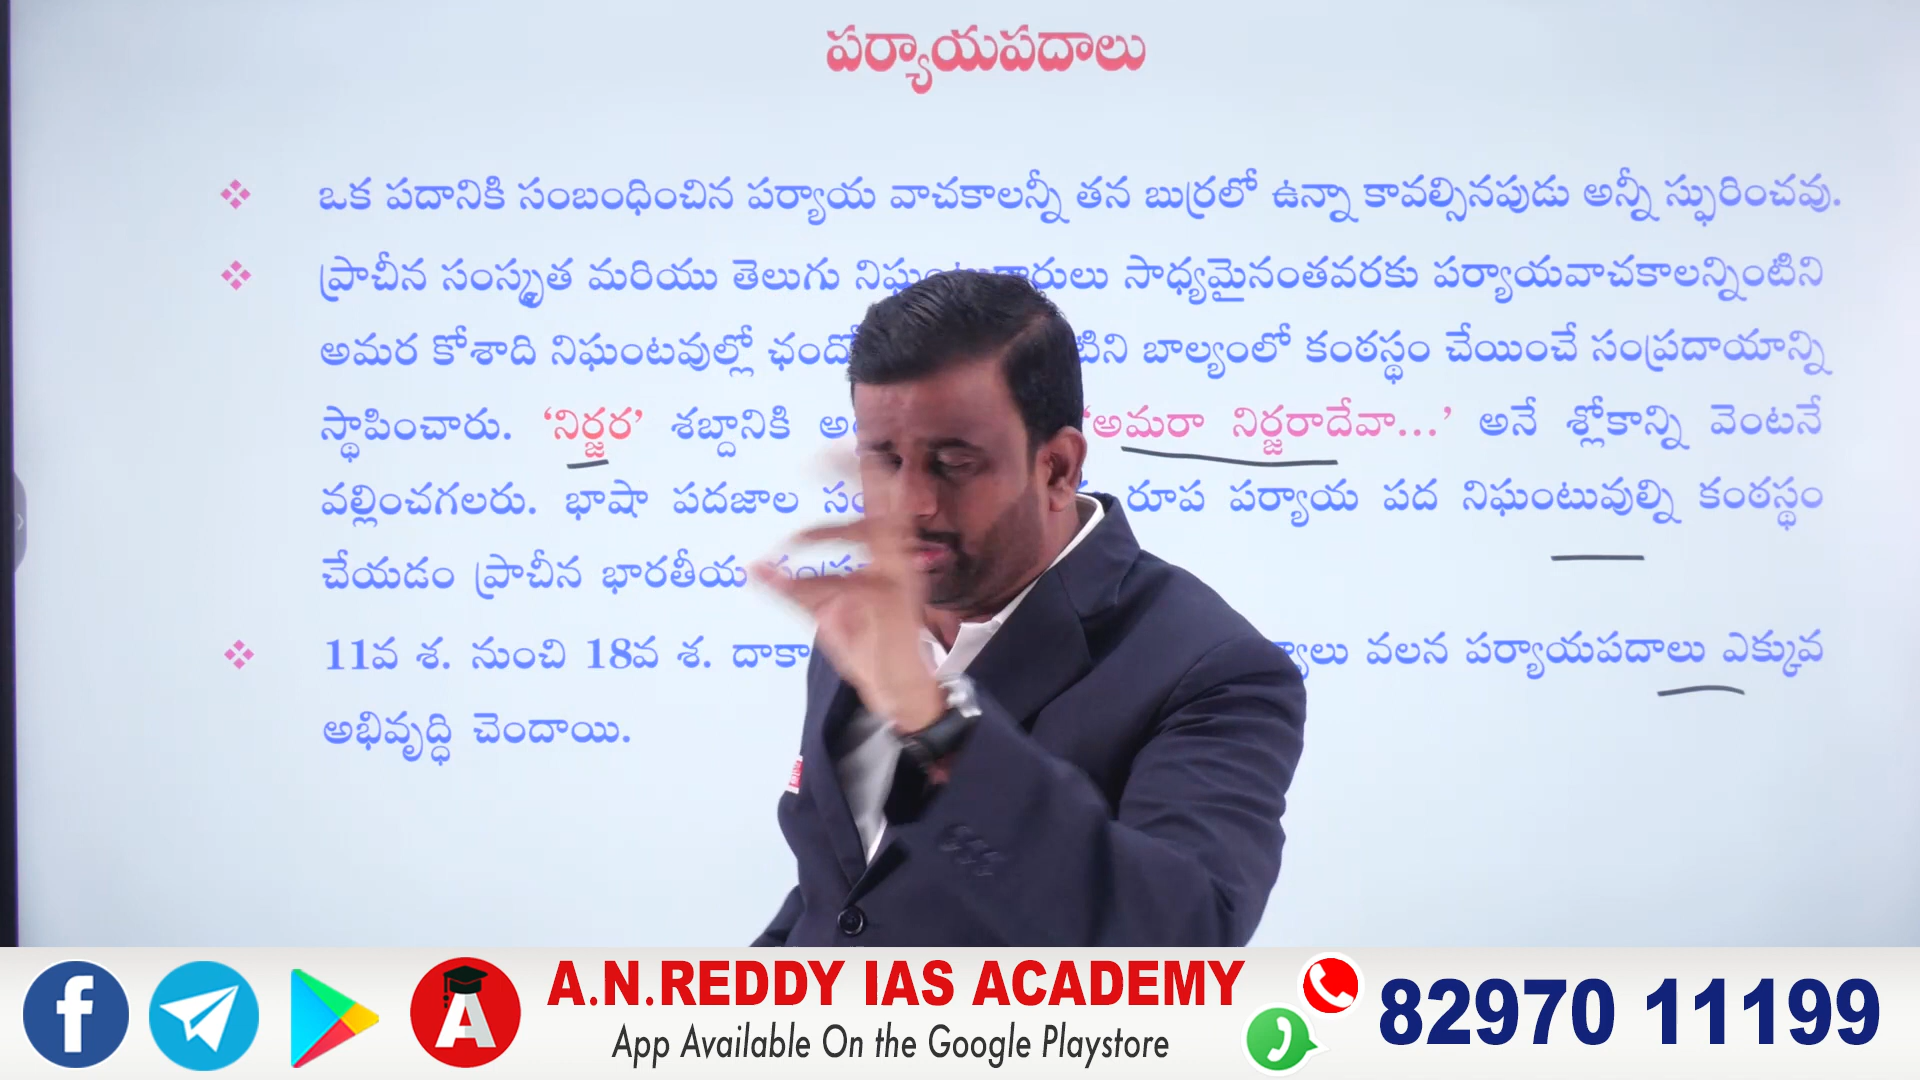 పర్యాయపదాలు
❖ ఒక పదానికి సంబంధించిన పర్యాయ వాచకాలన్నీ తన బుర్రలో ఉన్నా కావల్సినపుడు అన్నీ స్ఫురించవు.
❖ ప్రాచీన సంస్కృత మరియు తెలుగు సాధ్యమైనంతవరకు పర్యాయవాచకాలన్నింటిని
అమర కోశాది నిఘంటవుల్లో బాల్యంలో కంఠస్థం చేయించే సంప్రదాయాన్ని
స్థాపించారు. ‘నిర్జర’ శబ్దానికి ‘అమరా నిర్జరాదేవా...’ అనే శ్లోకాన్ని వెంటనే
వల్లించగలరు. భాషా పదజాల రూప పర్యాయ పద నిఘంటువుల్ని కంఠస్థం
చేయడం ప్రాచీన భారతీయ
❖ 11వ శ. నుంచి 18వ శ. దాకా వలన పర్యాయపదాలు ఎక్కువ
అభివృద్ధి చెందాయి.
A.N.REDDY IAS ACADEMY
App Available On the Google Playstore
82970 11199